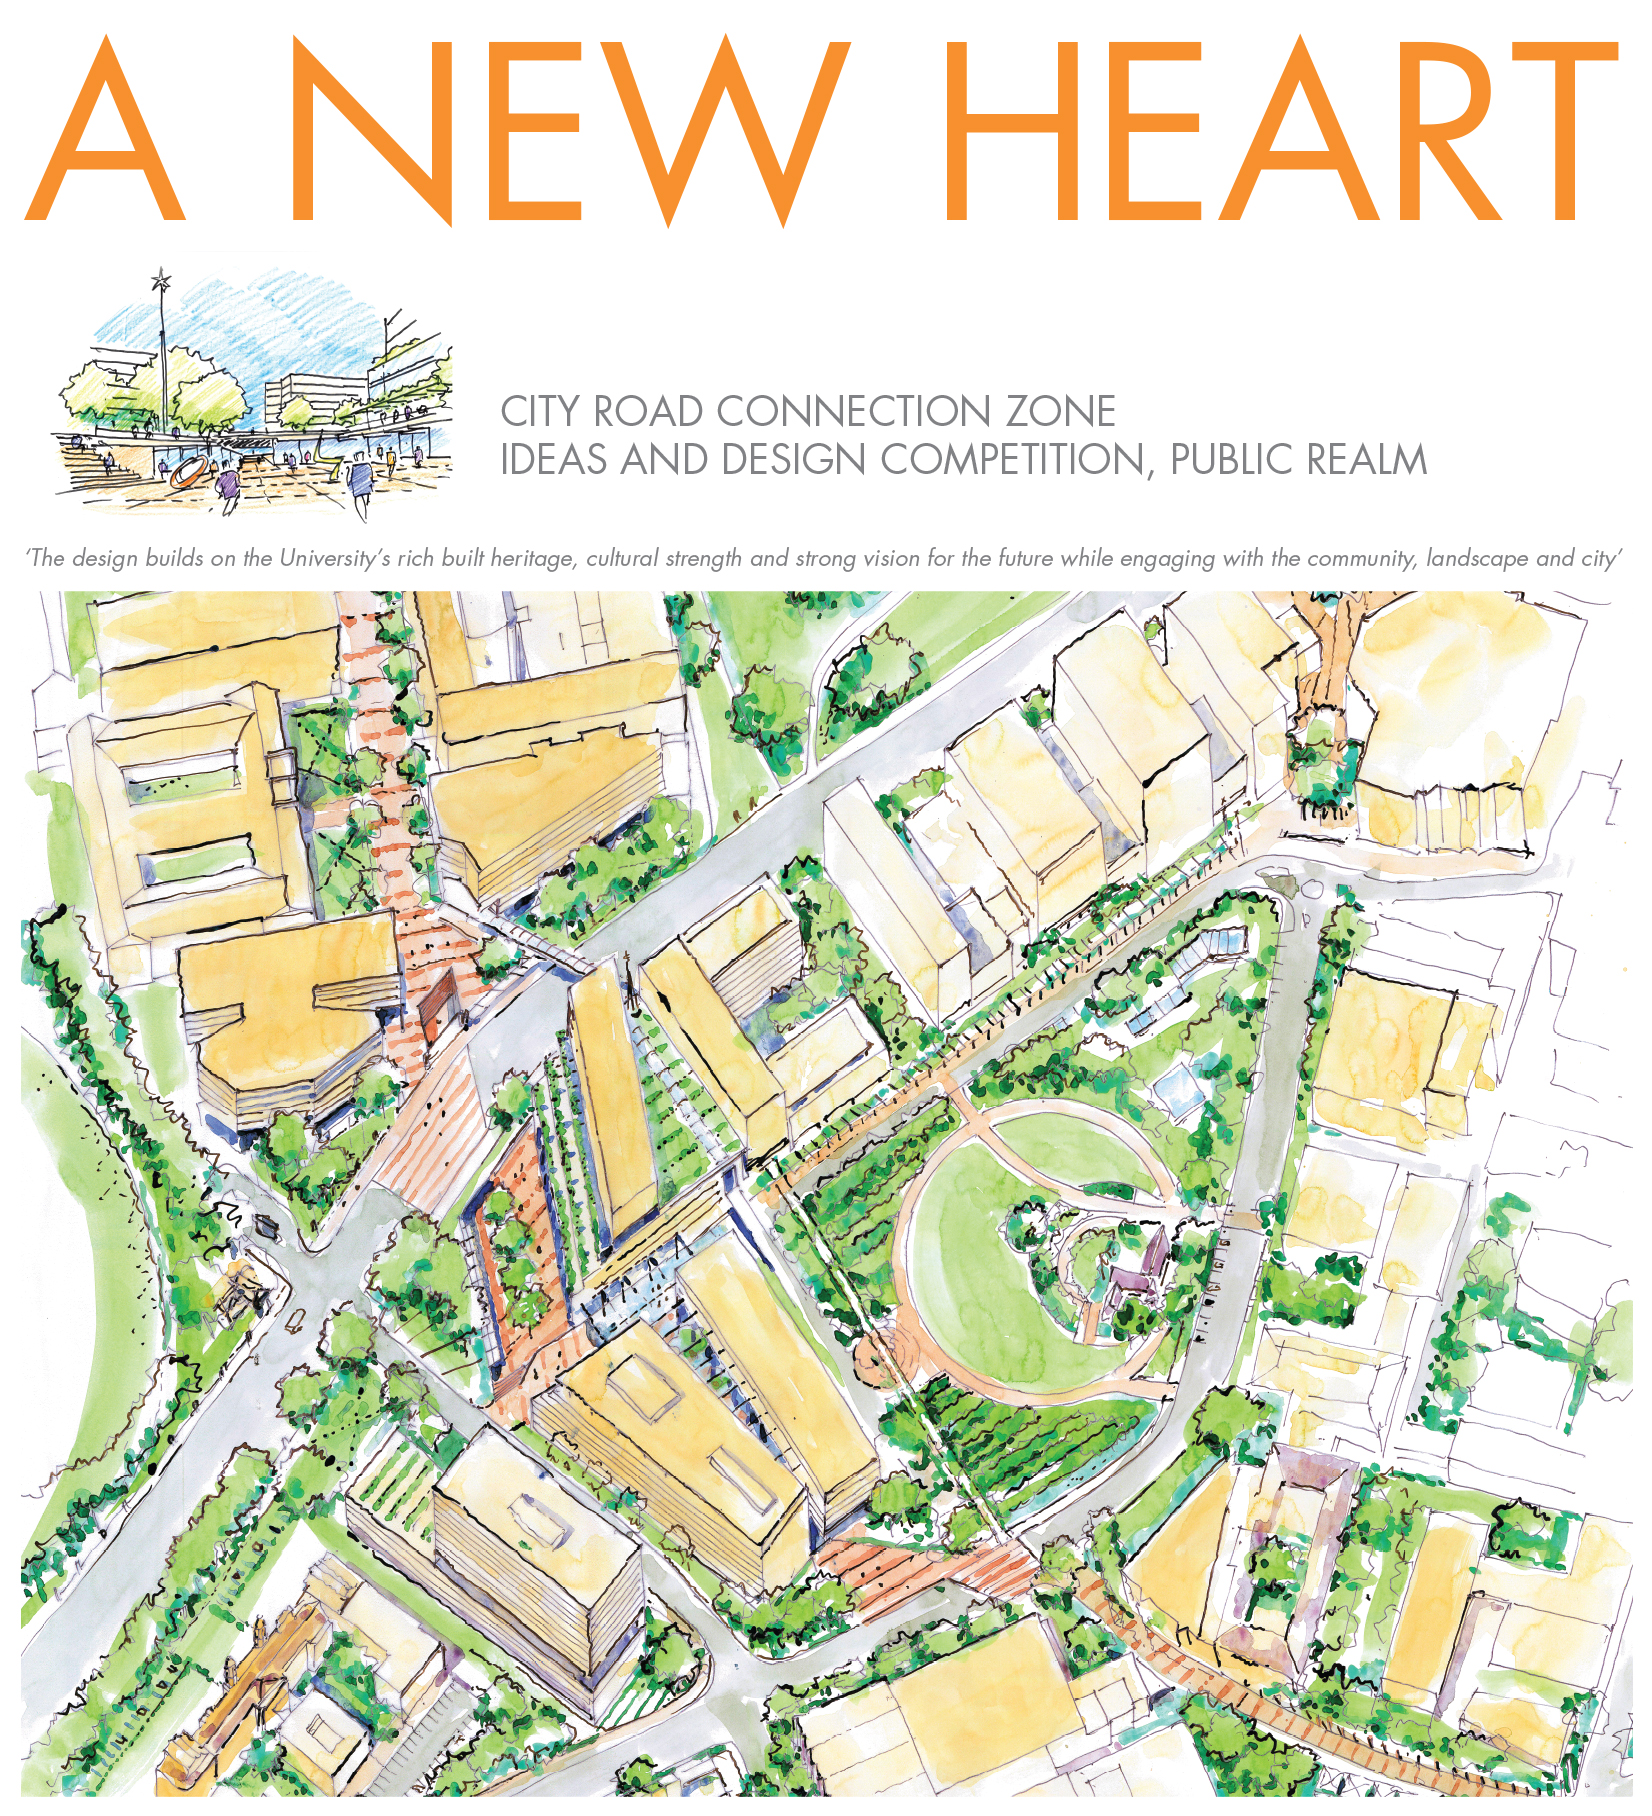 A NEW HEART
CITY ROAD CONNECTION ZONE
IDEAS AND DESIGN COMPETITION, PUBLIC REALM
‘The design builds on the University’s rich built heritage, cultural strength and strong vision for the future while engaging with the community, landscape and city’